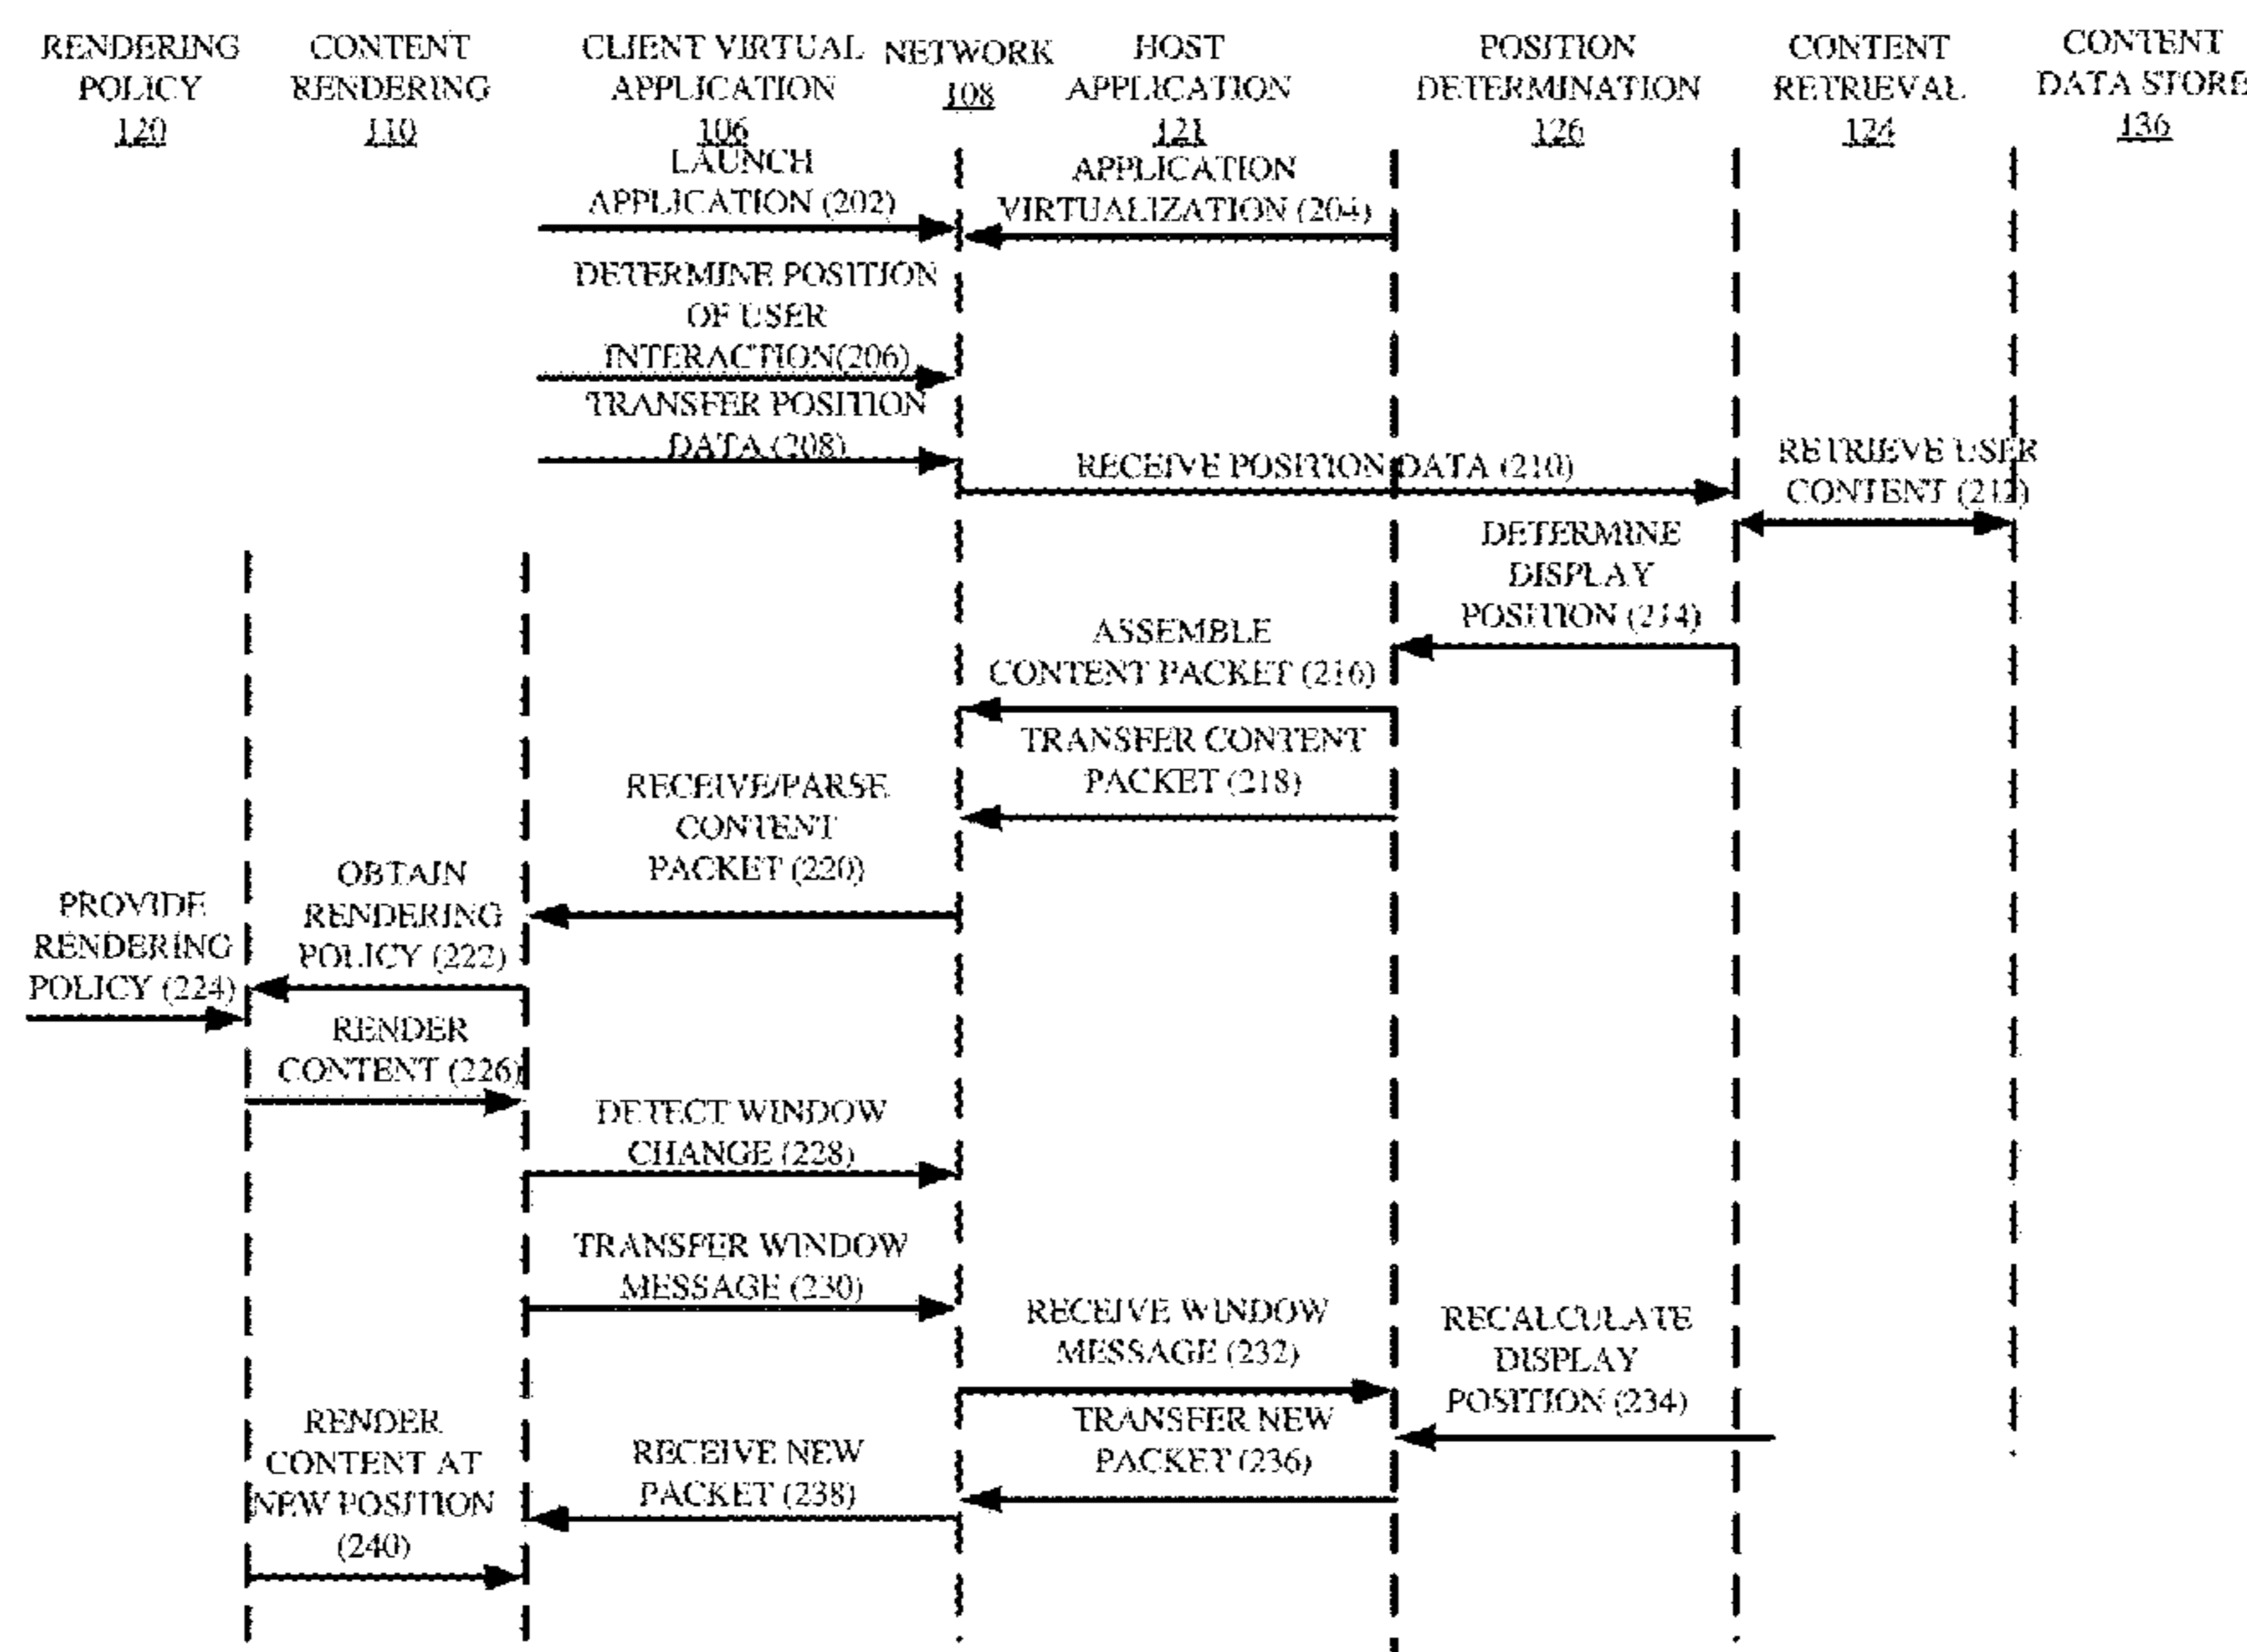 RENDERING
POLICY
120
CONTENT
RENDERING
110
CLIENT VIRTUAL
APPLICATION
106
NETWORK
108
HOST
APPLICATION
121
POSITION
DETERMINATION
126
CONTENT
RETRIEVAL
124
CONTENT
DATA STORE
136
LAUNCH
APPLICATION (202)
APPLICATION
VIRTUALIZATION (204)
DETERMINE POSITION
OF USER
INTERACTION(206)
TRANSFER POSITION
DATA (208)
RECEIVE POSITION DATA (210)
RETRIEVE USER
CONTENT (212)
DETERMINE
DISPLAY
POSITION (214)
ASSEMBLE
CONTENT PACKET (216)
TRANSFER CONTENT
PACKET (218)
RECEIVE/PARSE
CONTENT
PACKET (220)
OBTAIN
RENDERING
POLICY (222)
PROVIDE
RENDERING
POLICY (224)
RENDER
CONTENT (226)
DETECT WINDOW
CHANGE (228)
TRANSFER WINDOW
MESSAGE (230)
RECEIVE WINDOW
MESSAGE (232)
RECALCULATE
DISPLAY
POSITION (234)
TRANSFER NEW
PACKET (236)
RECEIVE NEW
PACKET (238)
RENDER
CONTENT AT
NEW POSITION
(240)